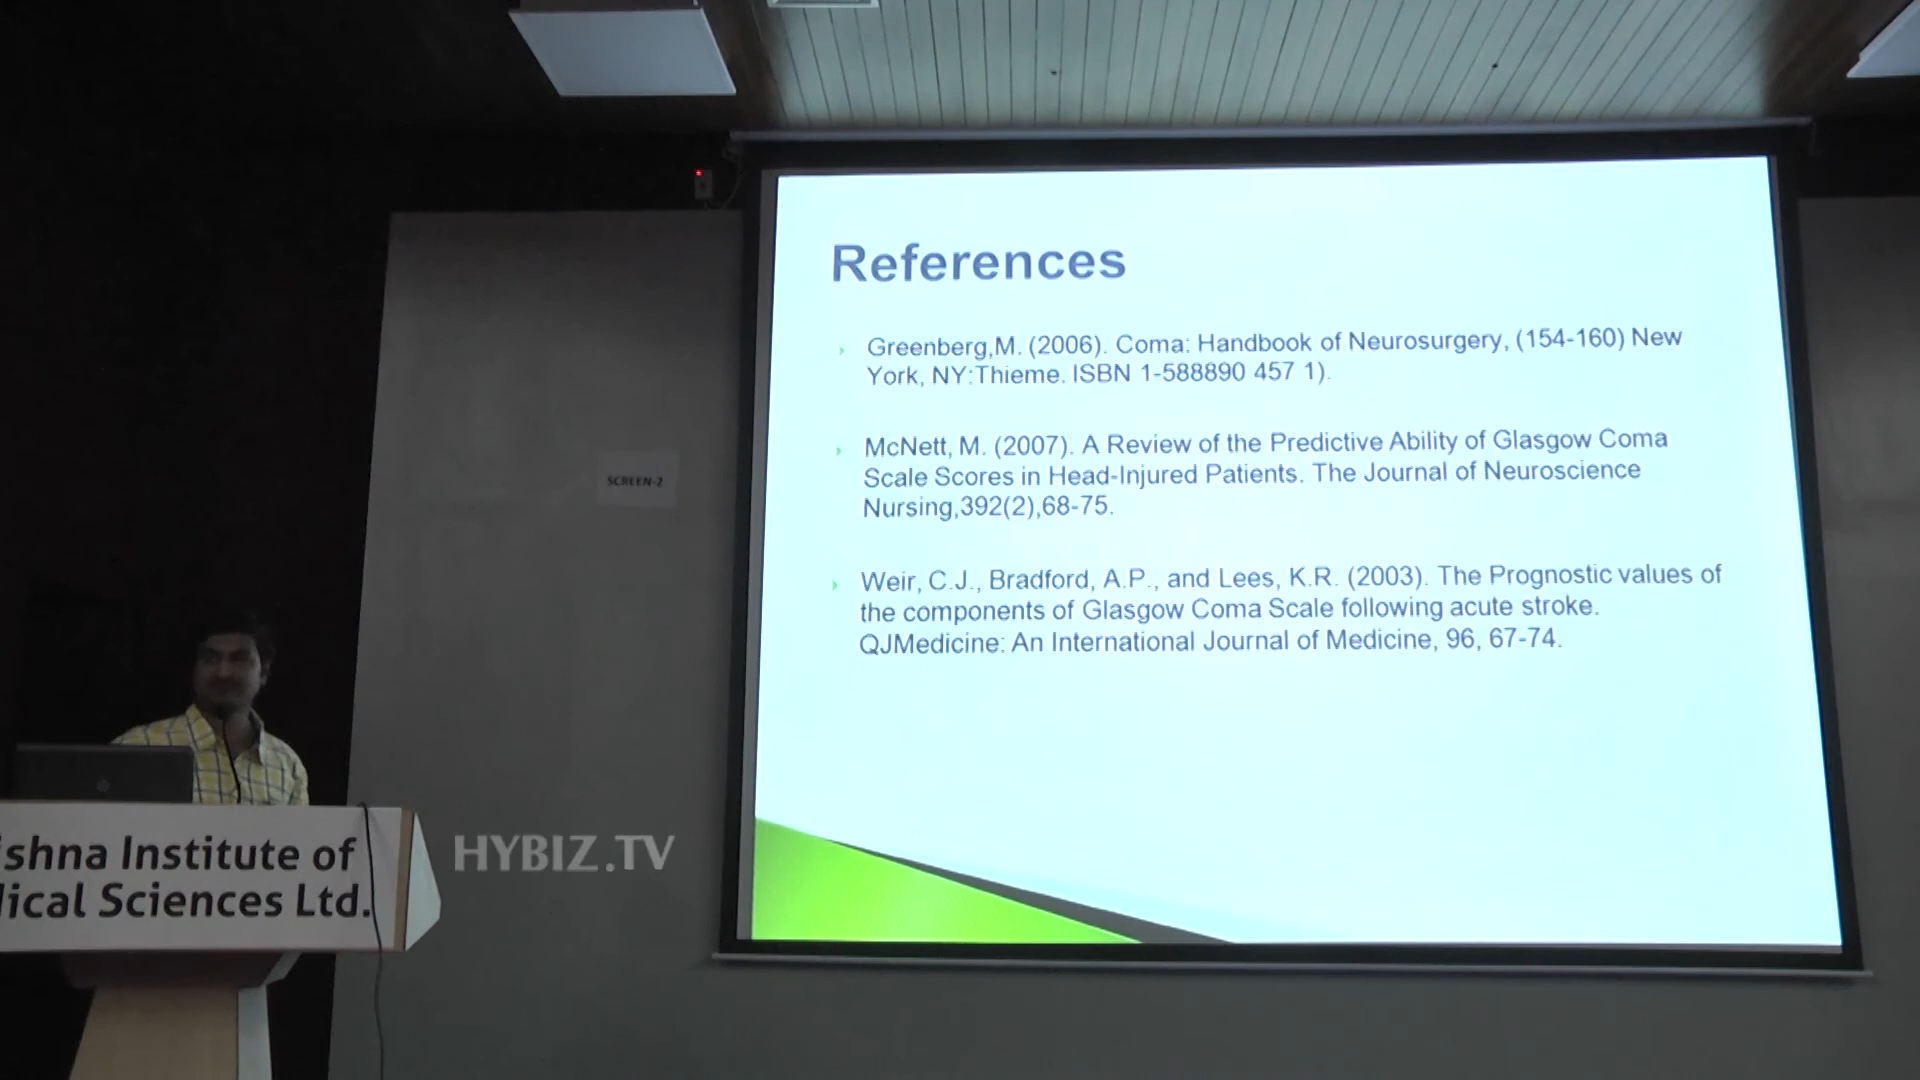 References
Greenberg,M. (2006). Coma: Handbook of Neurosurgery, (154-160) New
York, NY:Thieme. ISBN 1-588890 457 1).
McNett, M. (2007). A Review of the Predictive Ability of Glasgow Coma
Scale Scores in Head-Injured Patients. The Journal of Neuroscience
Nursing,392(2),68-75.
Weir, C.J., Bradford, A.P., and Lees, K.R. (2003). The Prognostic values of
the components of Glasgow Coma Scale following acute stroke.
QJMedicine: An International Journal of Medicine, 96, 67-74.
SCREEN-2
shna Institute of
ical Sciences Ltd.
HYBIZ.TV